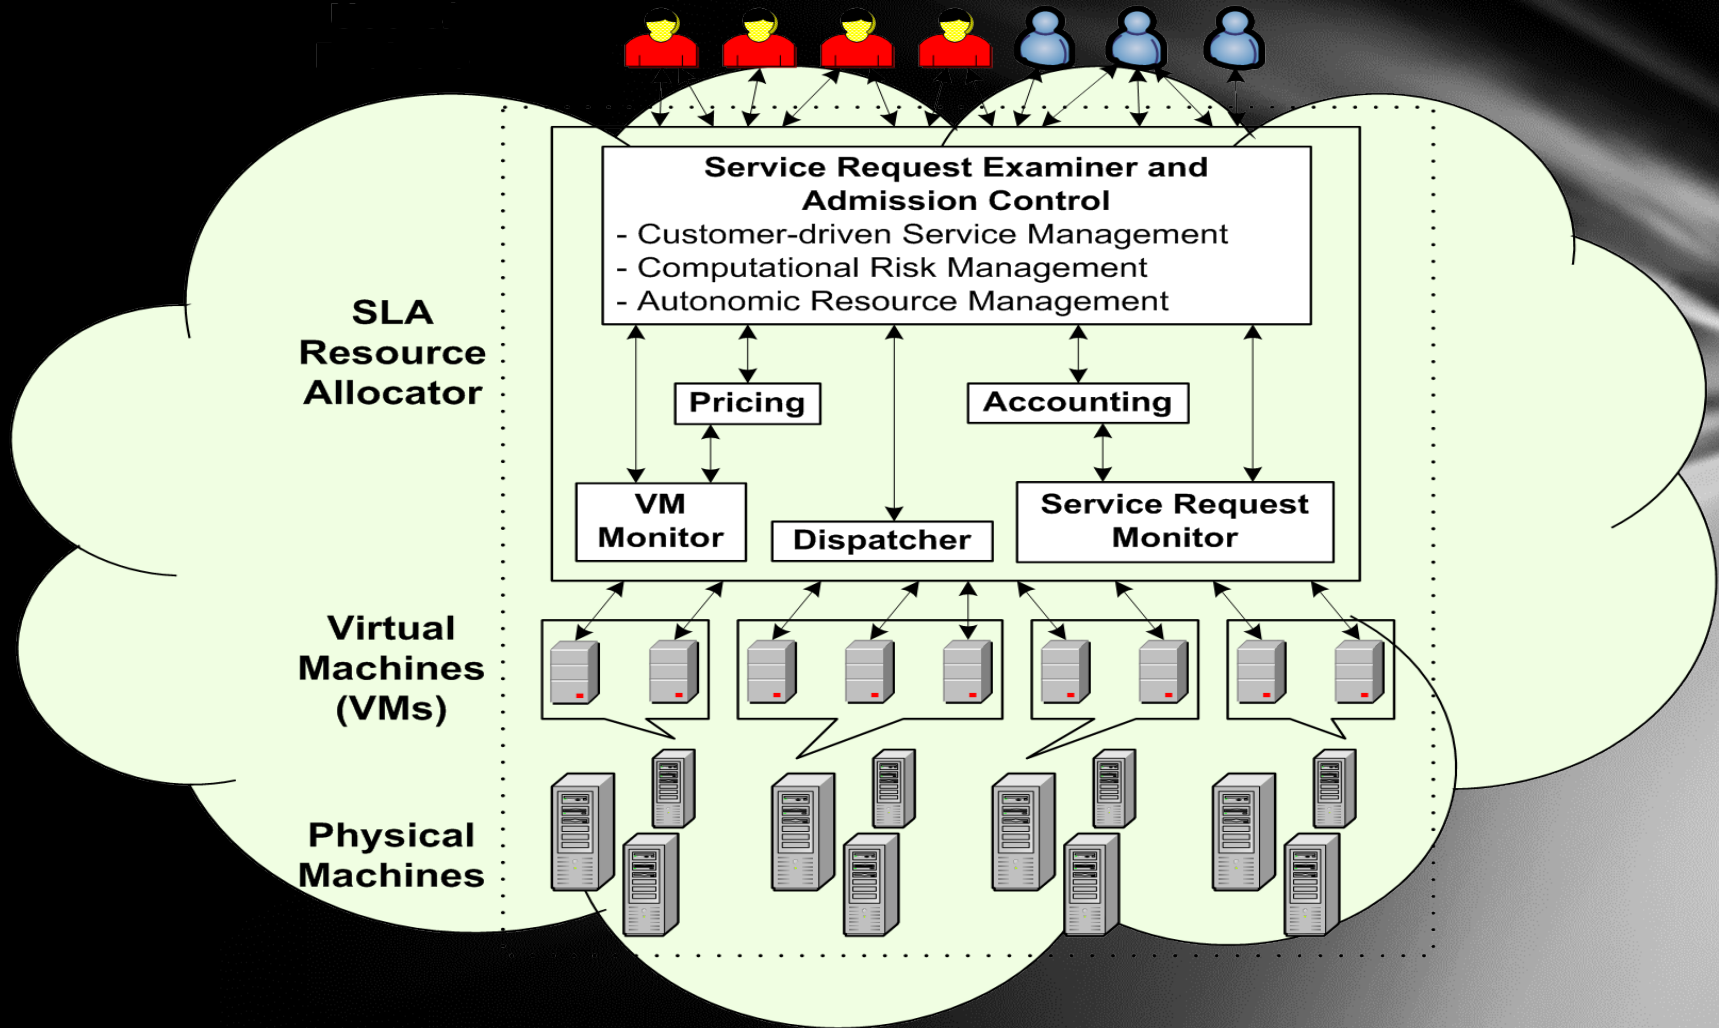 Service Request Examiner and
Admission Control
- Customer-driven Service Management
- Computational Risk Management
- Autonomic Resource Management
SLA
Resource
Allocator
Pricing
Accounting
VM
Monitor
Dispatcher
Service Request
Monitor
Virtual
Machines
(VMs)
Physical
Machines